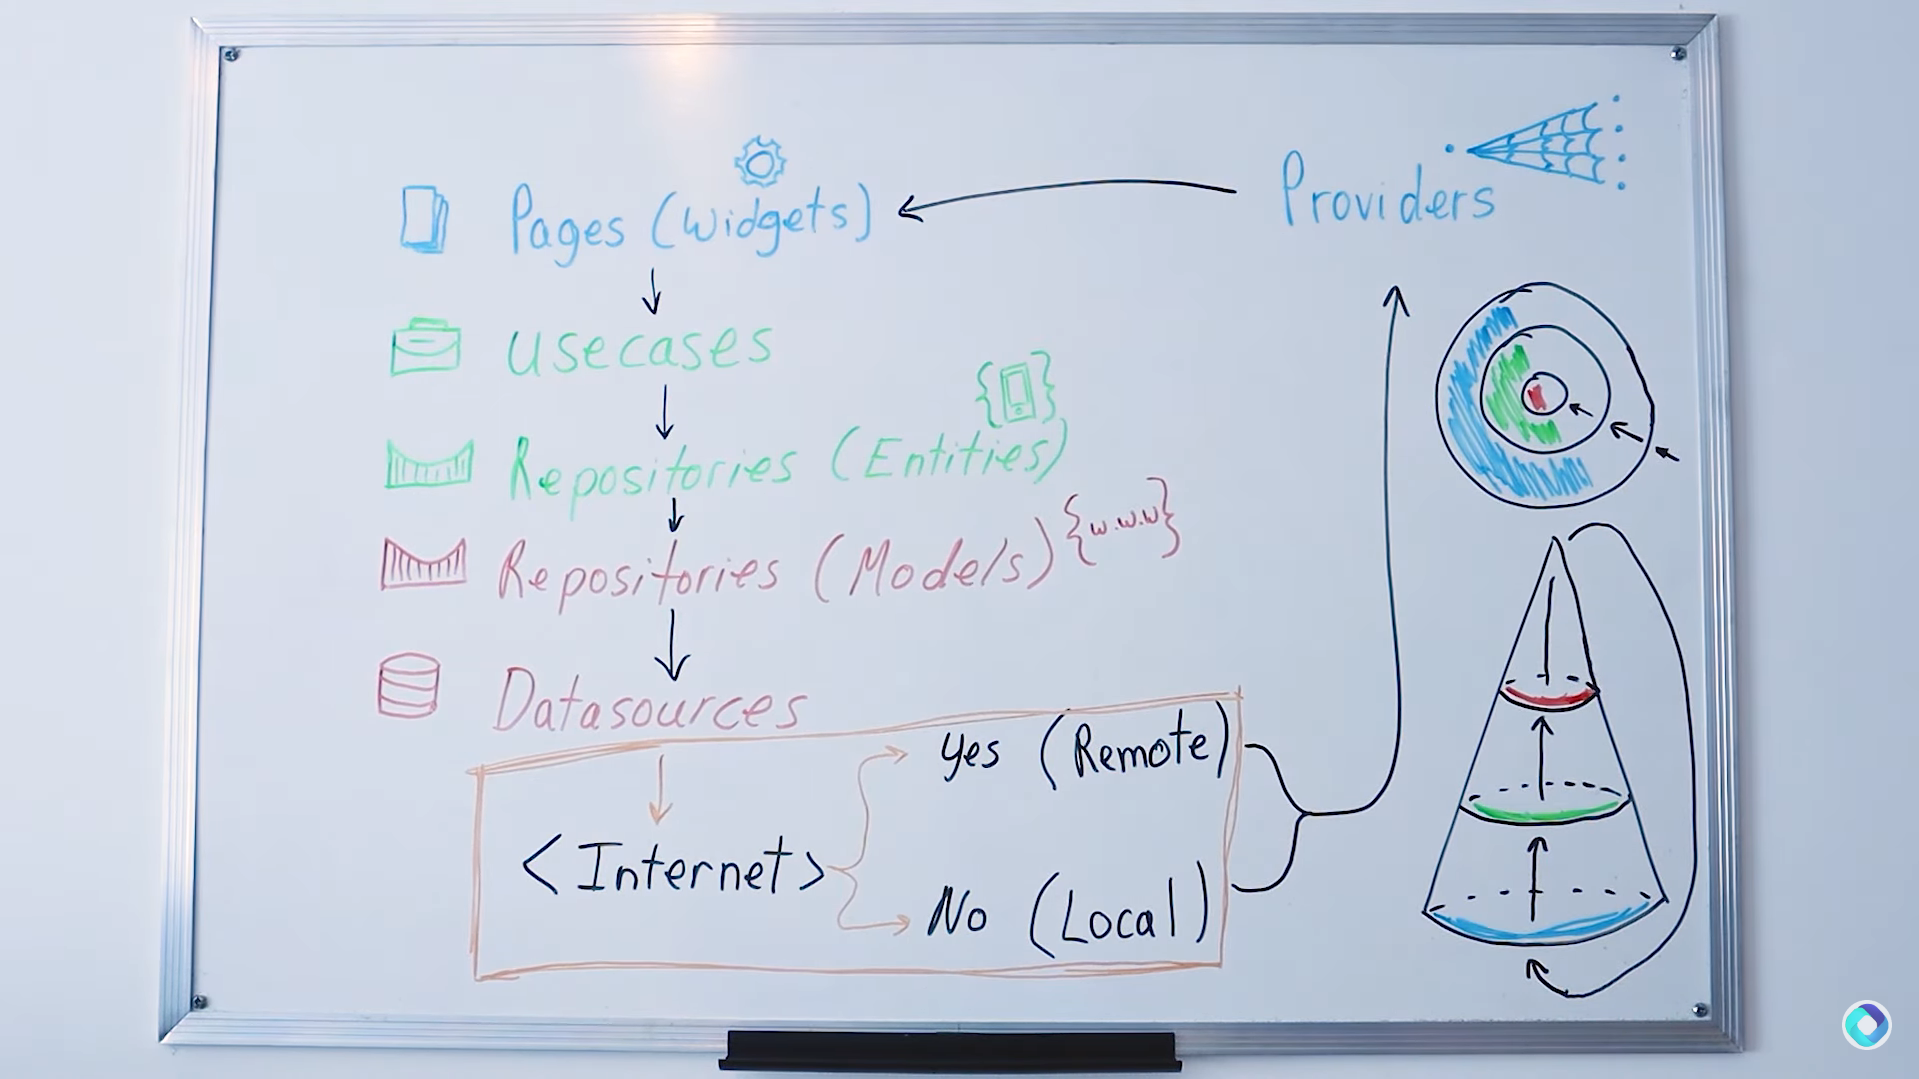 Pages (Widgets)
Providers
Usecases
Repositories (Entities)
Repositories (Models) {w.w.w}
Datasources
Yes (Remote)
<Internet>
No (Local)